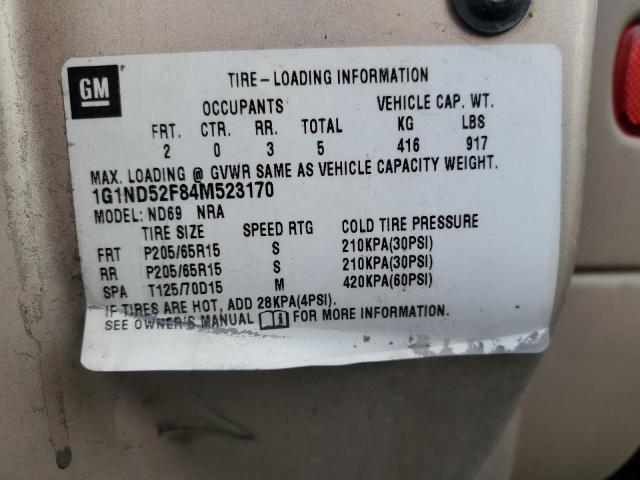 GM
TIRE-LOADING INFORMATION
OCCUPANTS VEHICLE CAP. WT.
FRT. CTR. RR. TOTAL KG LBS
2 0 3 5 416 917
MAX. LOADING @ GVWR SAME AS VEHICLE CAPACITY WEIGHT.
1G1ND52F84M523170
MODEL: ND69 NRA
TIRE SIZE SPEED RTG COLD TIRE PRESSURE
FRT P205/65R15 S 210KPA(30PSI)
RR P205/65R15 S 210KPA(30PSI)
SPA T125/70D15 M 420KPA(60PSI)
IF TIRES ARE HOT, ADD 28KPA(4PSI).
SEE OWNER'S MANUAL FOR MORE INFORMATION.